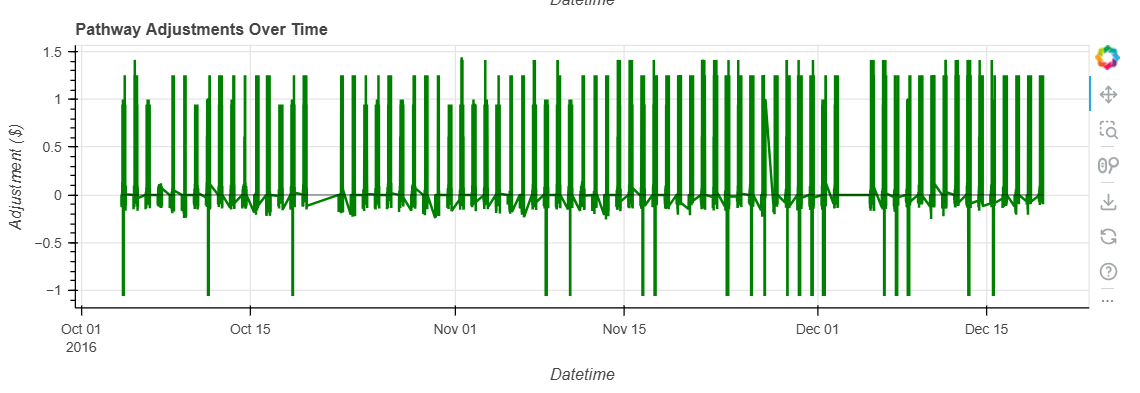 Datetime
Pathway Adjustments Over Time
1.5
1
0.5
0
−0.5
−1
Adjustment ($)
Oct 01
2016
Oct 15
Nov 01
Nov 15
Dec 01
Dec 15
Datetime